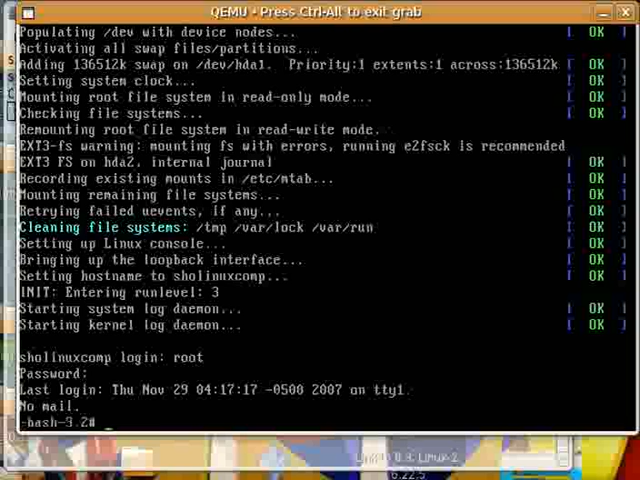 QEMU - Press Ctrl-Alt to exit grab
Populating /dev with device nodes... [ OK ]
Activating all swap files/partitions... [ OK ]
Adding 136512k swap on /dev/hda1. Priority:1 extents:1 across:136512k [ OK ]
Setting system clock... [ OK ]
Mounting root file system in read-only mode... [ OK ]
Checking file systems... [ OK ]
Remounting root file system in read-write mode.
EXT3-fs warning: mounting fs with errors, running e2fsck is recommended
EXT3 FS on hda2, internal journal [ OK ]
Recording existing mounts in /etc/mtab... [ OK ]
Mounting remaining file systems... [ OK ]
Retrying failed uevents, if any... [ OK ]
Cleaning file systems: /tmp /var/lock /var/run [ OK ]
Setting up Linux console... [ OK ]
Bringing up the loopback interface... [ OK ]
Setting hostname to sholinuxcomp... [ OK ]
INIT: Entering runlevel: 3
Starting system log daemon... [ OK ]
Starting kernel log daemon... [ OK ]
sholinuxcomp login: root
Password:
Last login: Thu Nov 29 04:17:17 -0500 2007 on tty1.
No mail.
-bash-3.2#
6.22.5